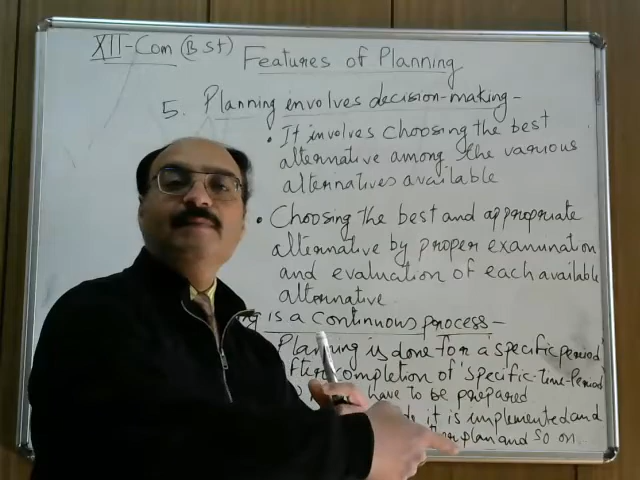 XII-Com (B St) Features of Planning
5. Planning involves decision-making -
• It involves choosing the best
alternative among the various
alternatives available
• Choosing the best and appropriate
alternative by proper examination
and evaluation of each available
alternative.
is a continuous process -
Planning is done for a specific period
After completion of specific-time-Period
have to be prepared
it is implemented and
plan and so on.